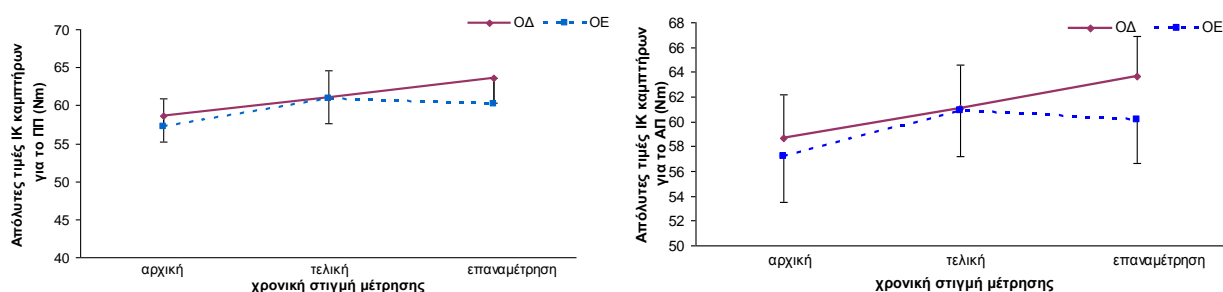 ΟΔ ΟΕ
Απόλυτες τιμές ΙΚ καμπτήρων
για το ΠΠ (Nm)
70
65
60
55
50
45
40
αρχική τελική επαναμέτρηση
χρονική στιγμή μέτρησης
ΟΔ ΟΕ
Απόλυτες τιμές ΙΚ καμπτήρων
για το ΑΠ (Nm)
68
66
64
62
60
58
56
54
52
50
αρχική τελική επαναμέτρηση
χρονική στιγμή μέτρησης